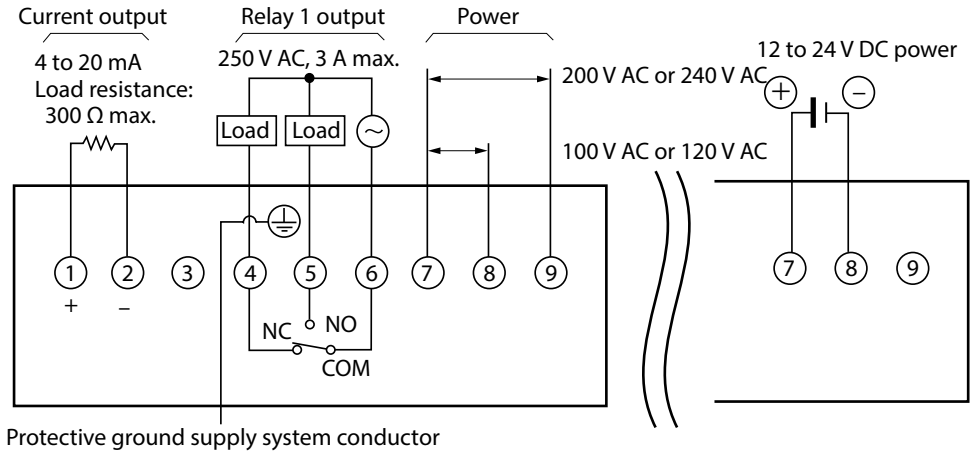 Current output
Relay 1 output
Power
4 to 20 mA
Load resistance:
300 Ω max.
250 V AC, 3 A max.
200 V AC or 240 V AC
12 to 24 V DC power
+
−
Load
Load
~
100 V AC or 120 V AC
1
2
3
4
5
6
7
8
9
7
8
9
+
−
NC
NO
COM
Protective ground supply system conductor